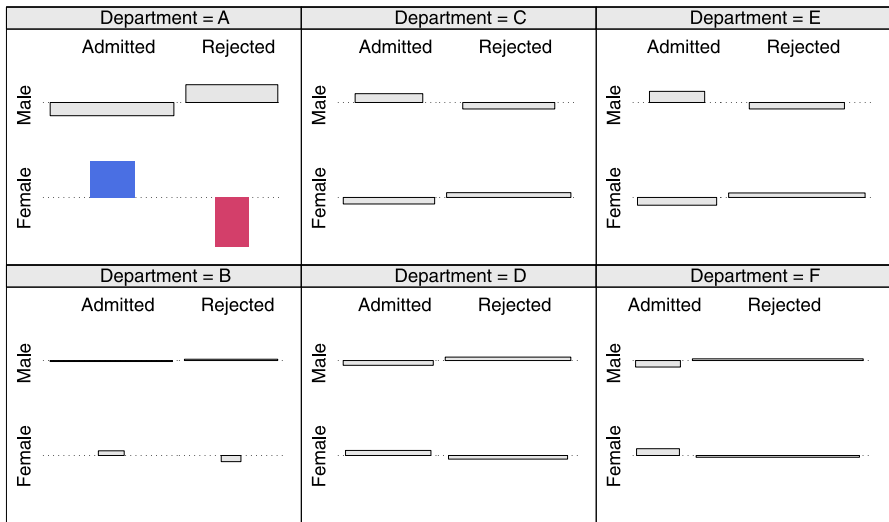 Department = A
Admitted Rejected
Male
Female
Department = C
Admitted Rejected
Male
Female
Department = E
Admitted Rejected
Male
Female
Department = B
Admitted Rejected
Male
Female
Department = D
Admitted Rejected
Male
Female
Department = F
Admitted Rejected
Male
Female